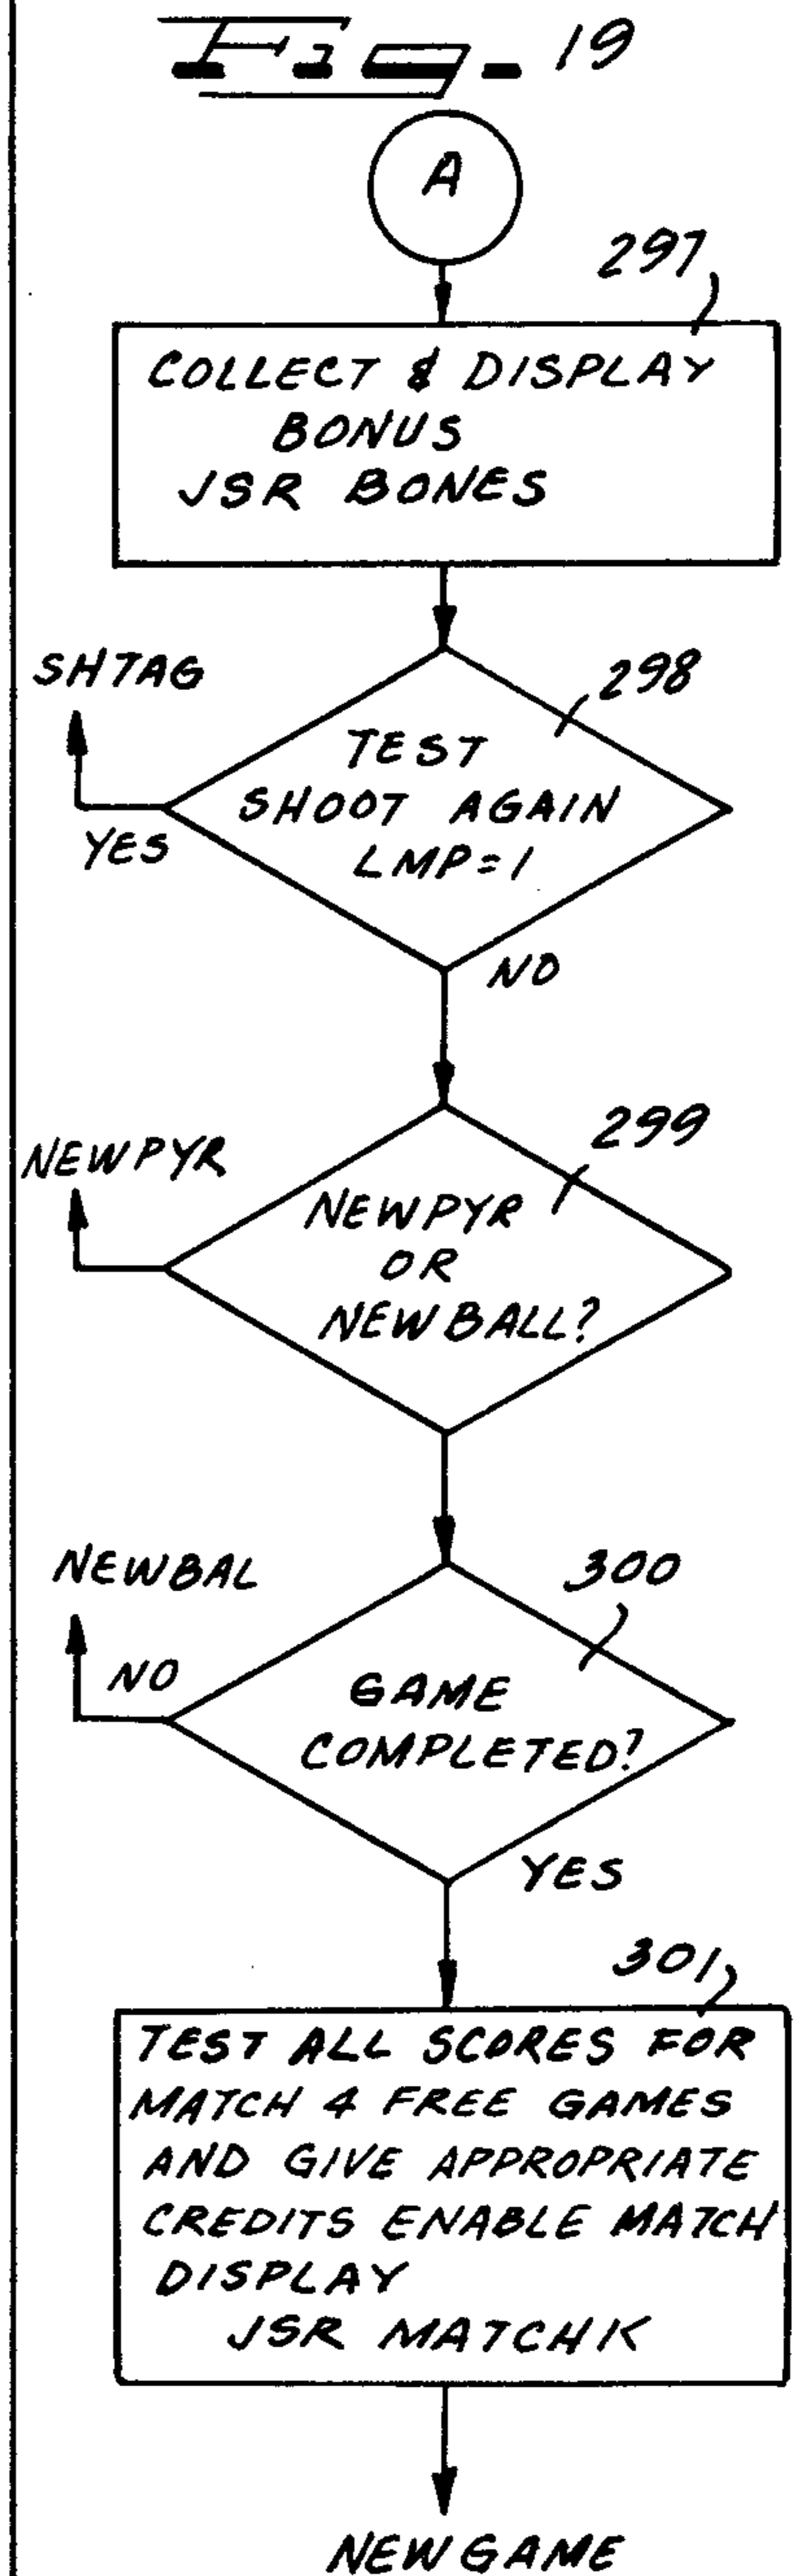 Fig. 19
A
297
COLLECT & DISPLAY
BONUS
JSR BONES
SHTAG
298
TEST
SHOOT AGAIN
LMP=1
YES
NO
299
NEWPYR
NEWPYR
OR
NEWBALL?
300
NEWBAL
NO
GAME
COMPLETED?
YES
301
TEST ALL SCORES FOR
MATCH 4 FREE GAMES
AND GIVE APPROPRIATE
CREDITS ENABLE MATCH
DISPLAY
JSR MATCHK
NEWGAME